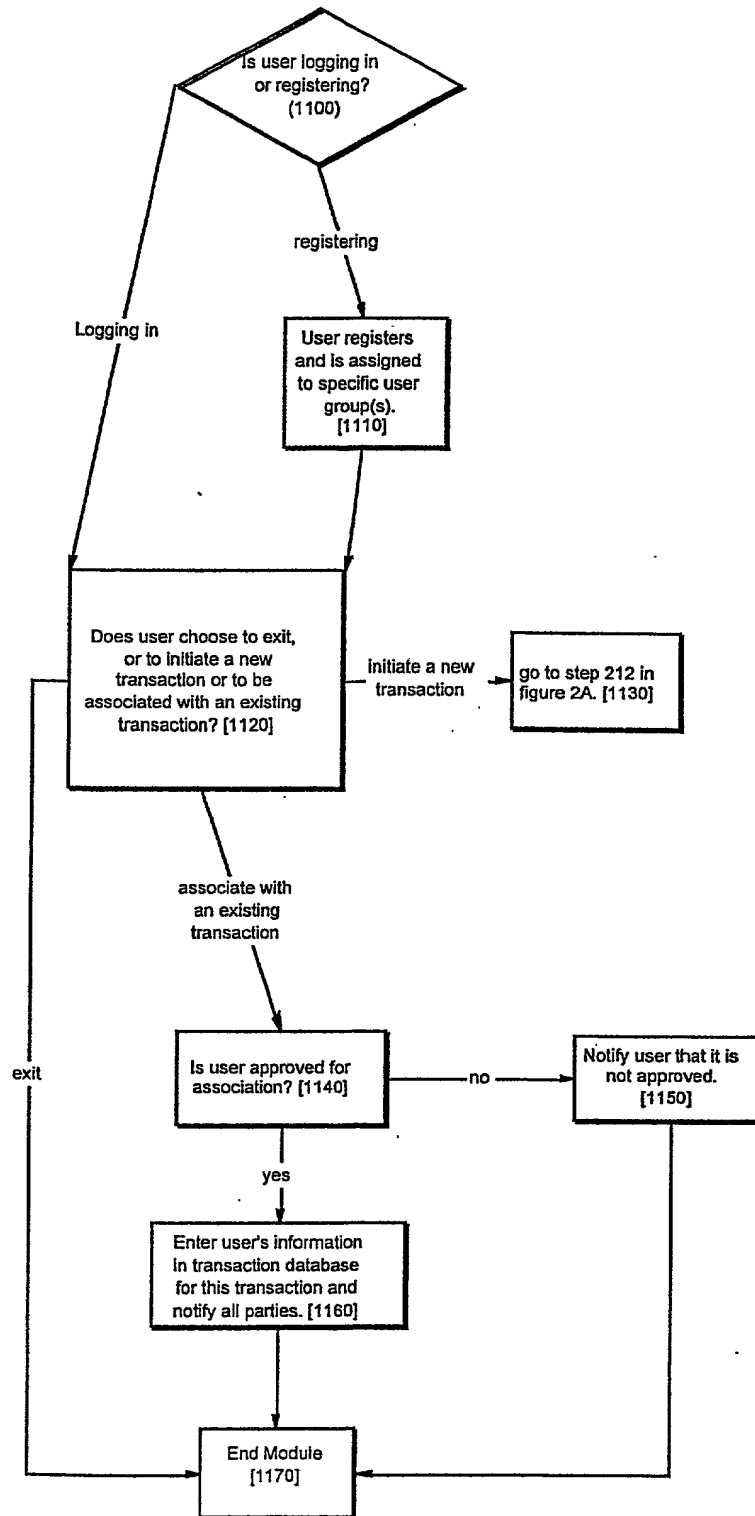 Is user logging in
or registering?
(1100)
registering
Logging in
User registers
and is assigned
to specific user
group(s).
[1110]
Does user choose to exit,
or to initiate a new
transaction or to be
associated with an existing
transaction? [1120]
initiate a new
transaction
go to step 212 in
figure 2A. [1130]
associate with
an existing
transaction
exit
Is user approved for
association? [1140]
no
Notify user that it is
not approved.
[1150]
yes
Enter user's information
in transaction database
for this transaction and
notify all parties. [1160]
End Module
[1170]